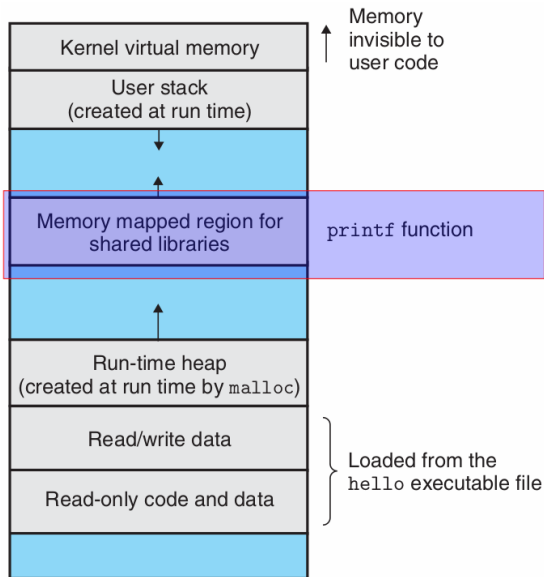 Kernel virtual memory
Memory
invisible to
user code
User stack
(created at run time)
Memory mapped region for
shared libraries
printf function
Run-time heap
(created at run time by malloc)
Read/write data
Loaded from the
hello executable file
Read-only code and data